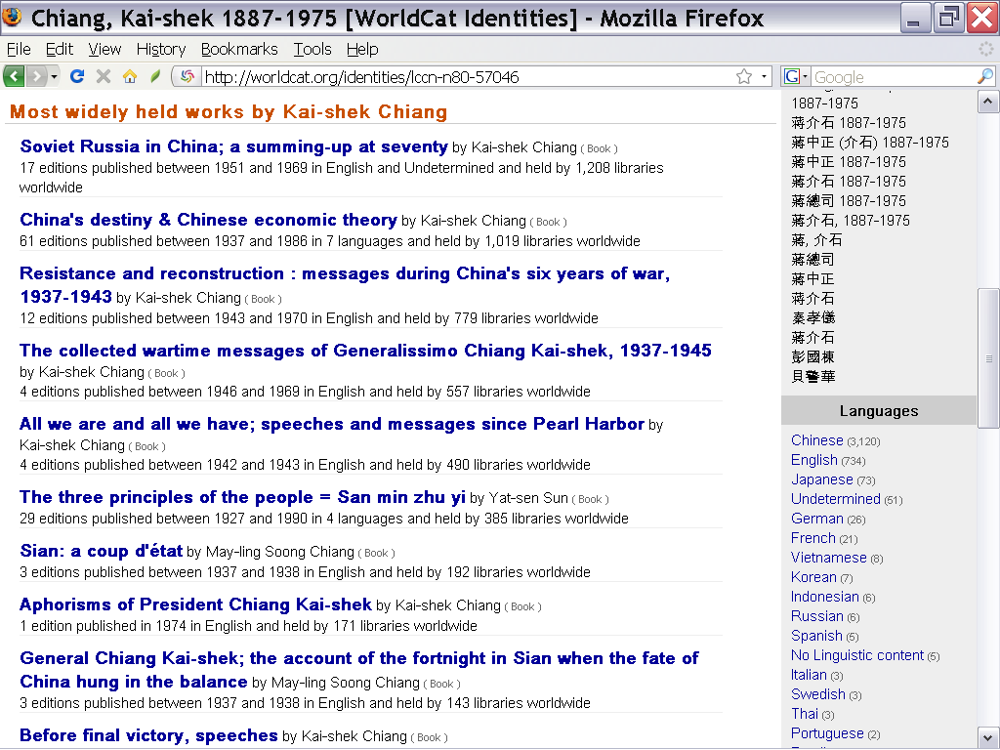 Chiang, Kai-shek 1887-1975 [WorldCat Identities] - Mozilla Firefox
File Edit View History Bookmarks Tools Help
http://worldcat.org/identities/lccn-n80-57046
Google
Most widely held works by Kai-shek Chiang
Soviet Russia in China; a summing-up at seventy by Kai-shek Chiang ( Book )
17 editions published between 1951 and 1969 in English and Undetermined and held by 1,208 libraries
worldwide
China's destiny & Chinese economic theory by Kai-shek Chiang ( Book )
61 editions published between 1937 and 1986 in 7 languages and held by 1,019 libraries worldwide
Resistance and reconstruction : messages during China's six years of war,
1937-1943 by Kai-shek Chiang ( Book )
12 editions published between 1943 and 1970 in English and held by 779 libraries worldwide
The collected wartime messages of Generalissimo Chiang Kai-shek, 1937-1945
by Kai-shek Chiang ( Book )
4 editions published between 1946 and 1969 in English and held by 557 libraries worldwide
All we are and all we have; speeches and messages since Pearl Harbor by
Kai-shek Chiang ( Book )
4 editions published between 1942 and 1943 in English and held by 490 libraries worldwide
The three principles of the people = San min zhu yi by Yat-sen Sun ( Book )
29 editions published between 1927 and 1990 in 4 languages and held by 385 libraries worldwide
Sian: a coup d'état by May-ling Soong Chiang ( Book )
3 editions published between 1937 and 1938 in English and held by 192 libraries worldwide
Aphorisms of President Chiang Kai-shek by Kai-shek Chiang ( Book )
1 edition published in 1974 in English and held by 171 libraries worldwide
General Chiang Kai-shek; the account of the fortnight in Sian when the fate of
China hung in the balance by May-ling Soong Chiang ( Book )
3 editions published between 1937 and 1938 in English and held by 143 libraries worldwide
Before final victory, speeches by Kai-shek Chiang ( Book )
1887-1975
蒋介石 1887-1975
蔣中正 (介石) 1887-1975
蔣中正 1887-1975
蔣介石 1887-1975
蔣總司 1887-1975
蔣介石, 1887-1975
蔣, 介石
蔣總司
蔣中正
蒋介石
秦孝儀
蔣介石
彭國棟
貝警華
Languages
Chinese (3,120)
English (734)
Japanese (73)
Undetermined (51)
German (26)
French (21)
Vietnamese (8)
Korean (7)
Indonesian (6)
Russian (6)
Spanish (5)
No Linguistic content (5)
Italian (3)
Swedish (3)
Thai (3)
Portuguese (2)